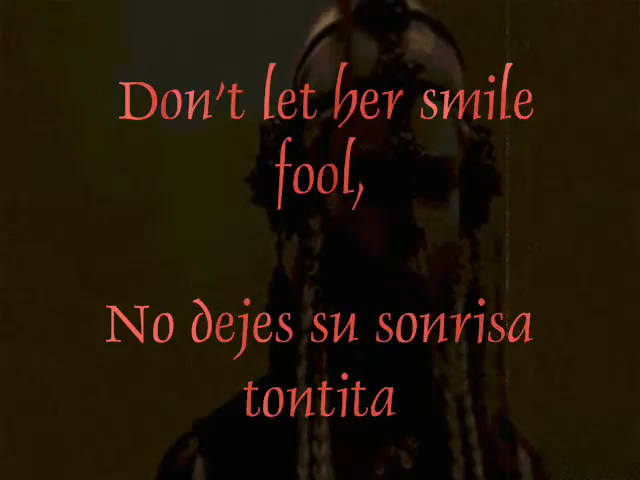 Don't let her smile
fool,
No dejes su sonrisa
tontita